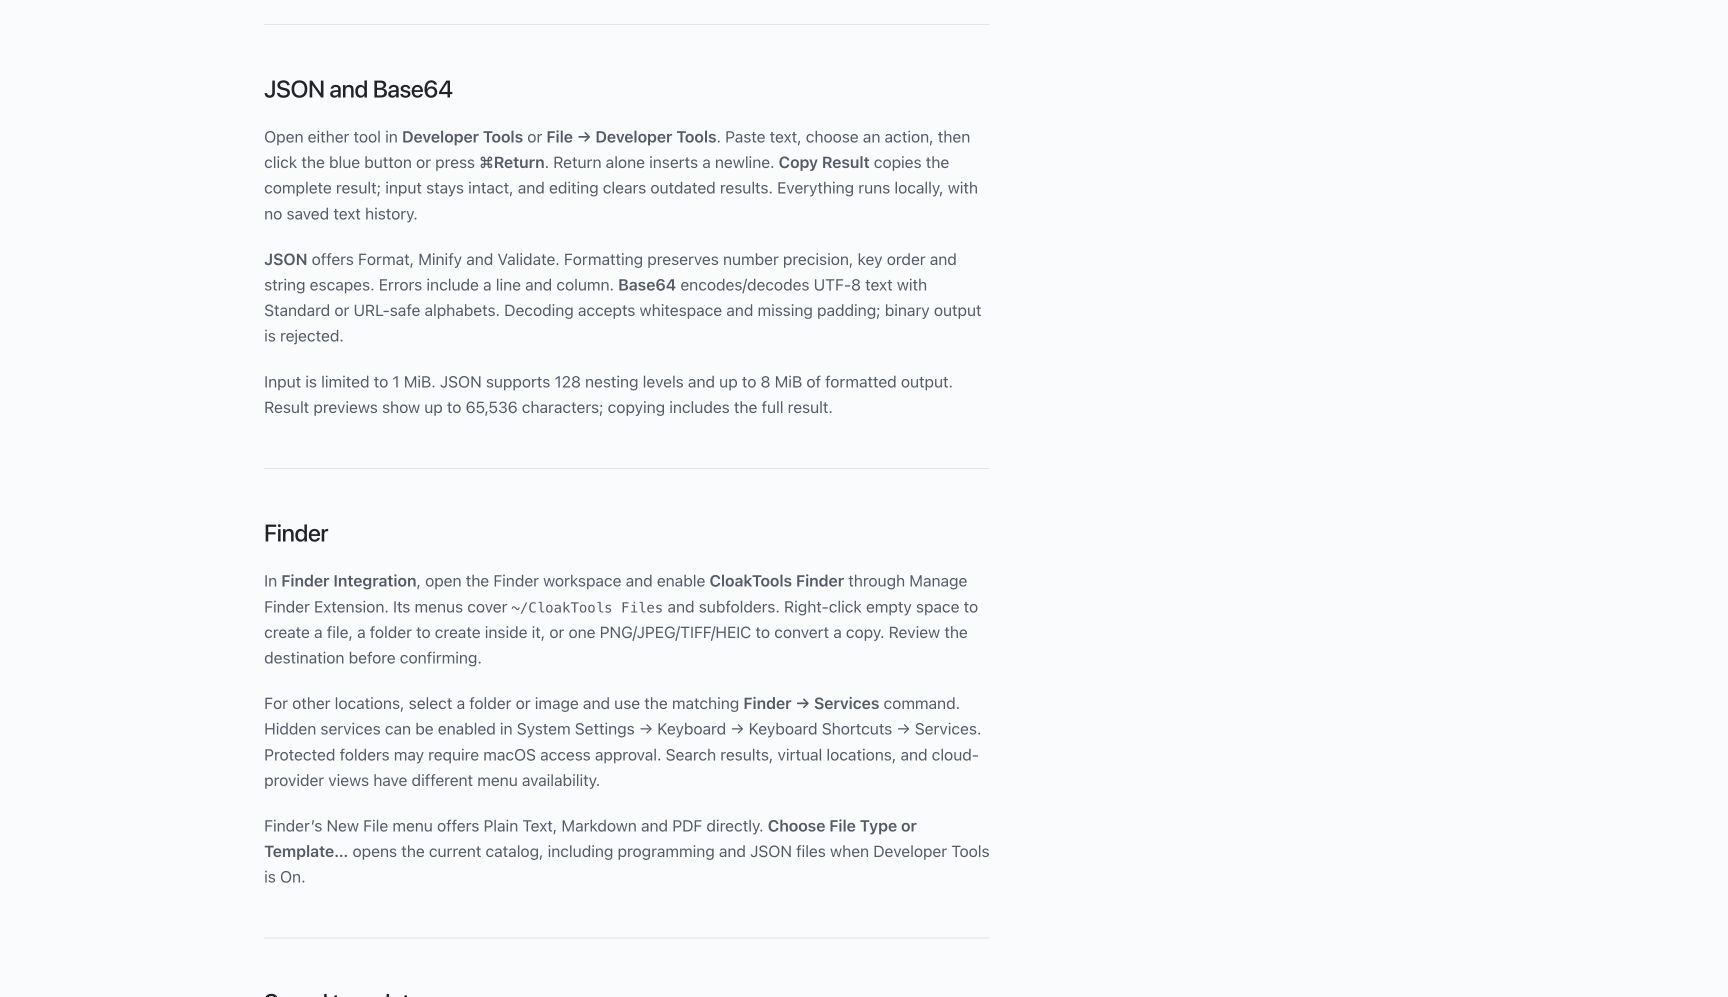 JSON and Base64
Open either tool in Developer Tools or File → Developer Tools. Paste text, choose an action, then
click the blue button or press ⌘Return. Return alone inserts a newline. Copy Result copies the
complete result; input stays intact, and editing clears outdated results. Everything runs locally, with
no saved text history.
JSON offers Format, Minify and Validate. Formatting preserves number precision, key order and
string escapes. Errors include a line and column. Base64 encodes/decodes UTF-8 text with
Standard or URL-safe alphabets. Decoding accepts whitespace and missing padding; binary output
is rejected.
Input is limited to 1 MiB. JSON supports 128 nesting levels and up to 8 MiB of formatted output.
Result previews show up to 65,536 characters; copying includes the full result.
Finder
In Finder Integration, open the Finder workspace and enable CloakTools Finder through Manage
Finder Extension. Its menus cover ~/CloakTools Files and subfolders. Right-click empty space to
create a file, a folder to create inside it, or one PNG/JPEG/TIFF/HEIC to convert a copy. Review the
destination before confirming.
For other locations, select a folder or image and use the matching Finder → Services command.
Hidden services can be enabled in System Settings → Keyboard → Keyboard Shortcuts → Services.
Protected folders may require macOS access approval. Search results, virtual locations, and cloud-
provider views have different menu availability.
Finder’s New File menu offers Plain Text, Markdown and PDF directly. Choose File Type or
Template… opens the current catalog, including programming and JSON files when Developer Tools
is On.